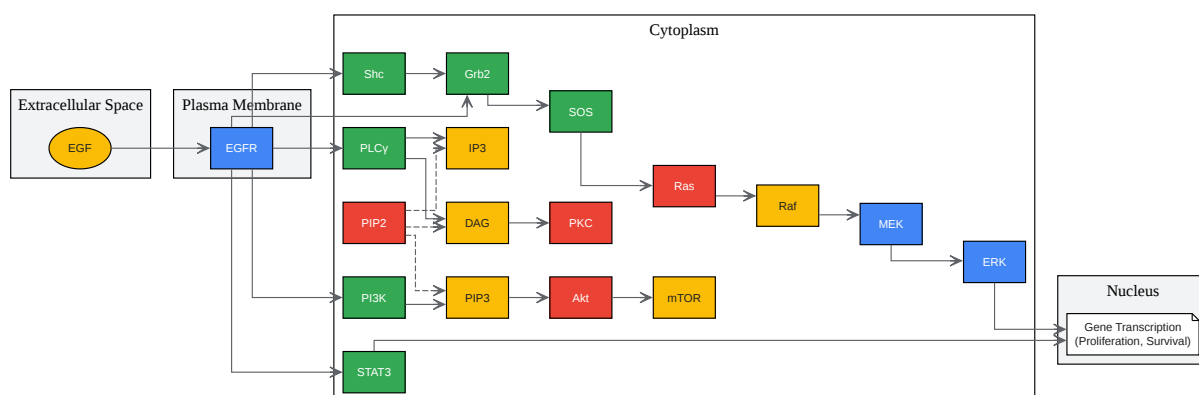 Cytoplasm
Extracellular Space
Plasma Membrane
EGF
EGFR
Shc
Grb2
SOS
PLCγ
IP3
Ras
Raf
PIP2
DAG
PKC
MEK
ERK
PI3K
PIP3
Akt
mTOR
STAT3
Nucleus
Gene Transcription
(Proliferation, Survival)